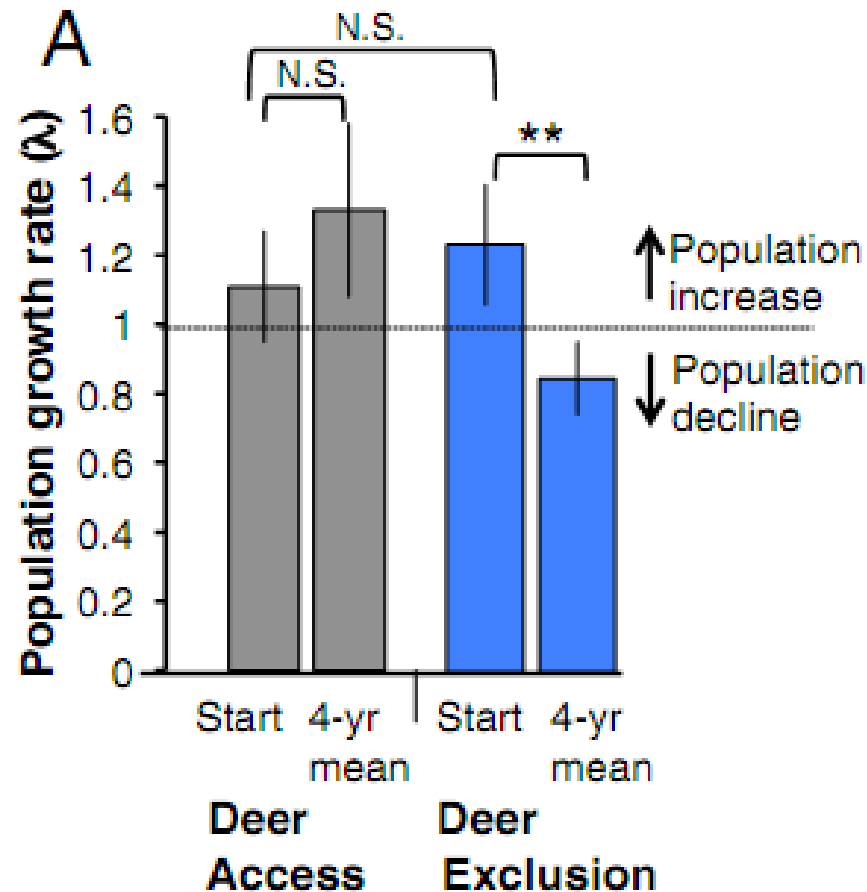 A
N.S.
N.S.
**
Population growth rate (λ)
1.6
1.4
1.2
1
0.8
0.6
0.4
0.2
0
Population
increase
Population
decline
Start 4-yr mean
Start 4-yr mean
Deer Access
Deer Exclusion